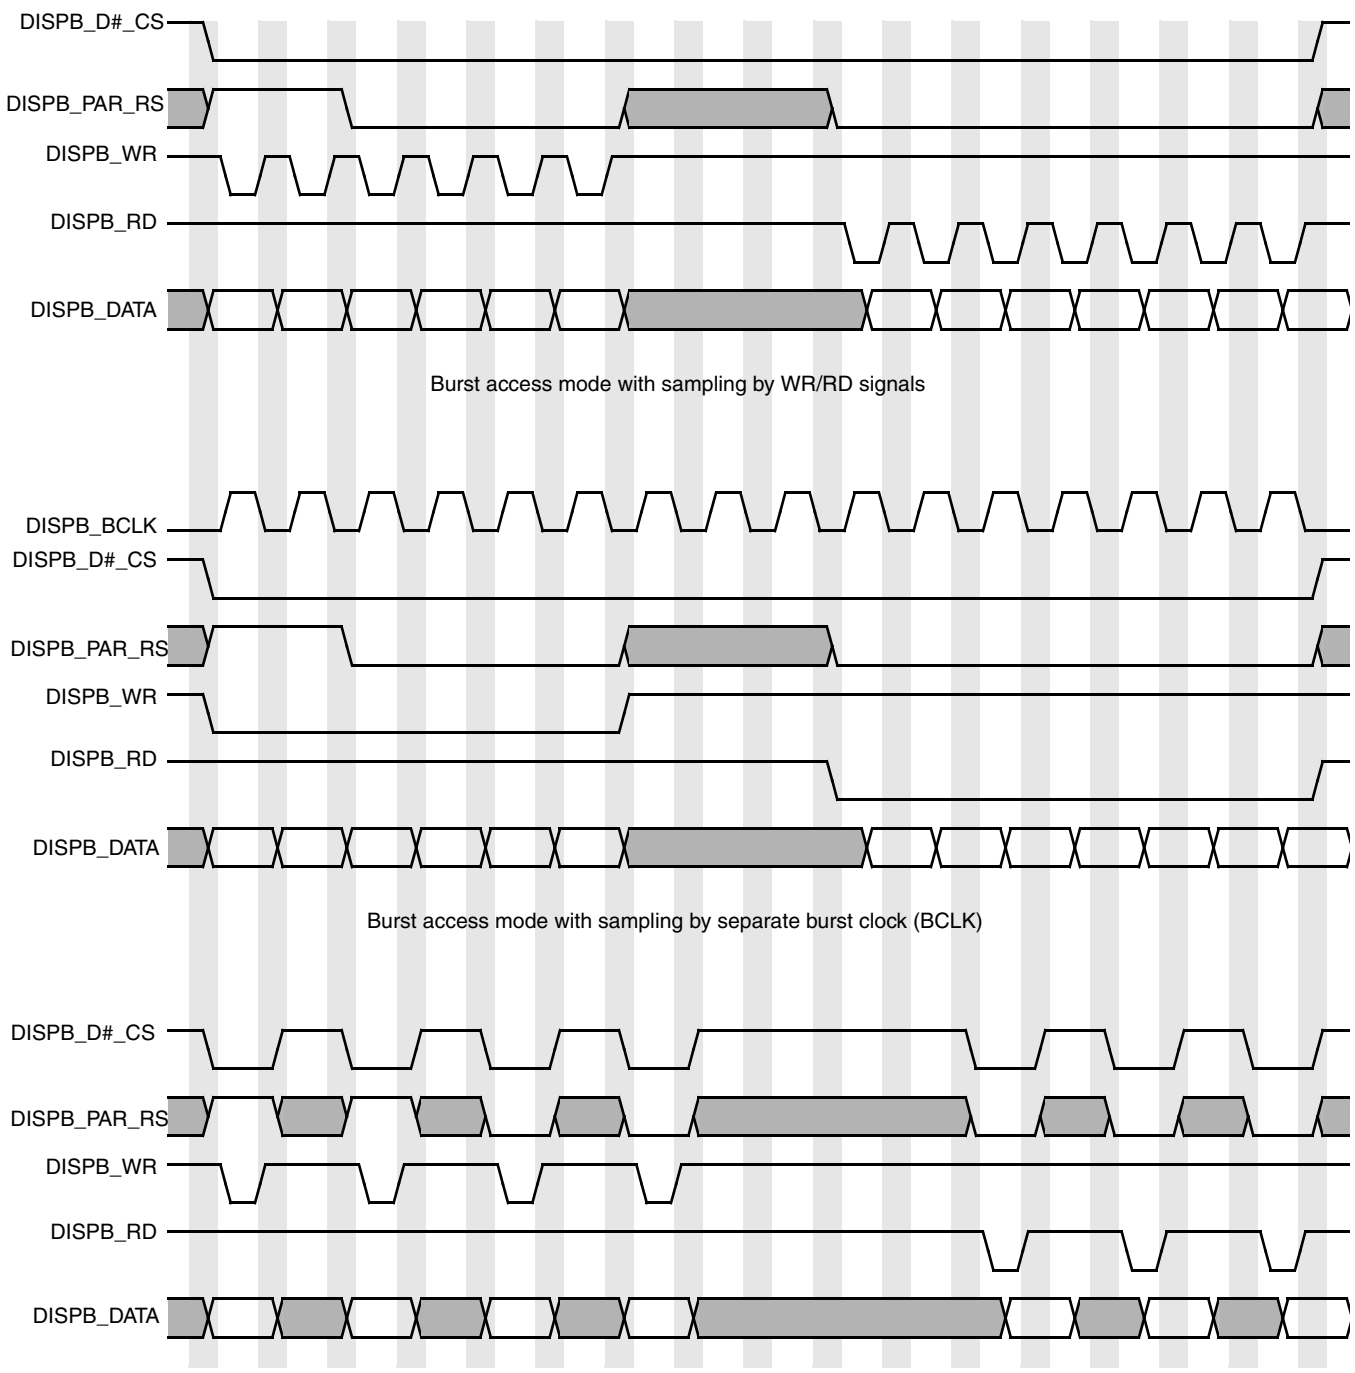 DISPB_D#_CS
DISPB_PAR_RS
DISPB_WR
DISPB_RD
DISPB_DATA
Burst access mode with sampling by WR/RD signals
DISPB_BCLK
DISPB_D#_CS
DISPB_PAR_RS
DISPB_WR
DISPB_RD
DISPB_DATA
Burst access mode with sampling by separate burst clock (BCLK)
DISPB_D#_CS
DISPB_PAR_RS
DISPB_WR
DISPB_RD
DISPB_DATA